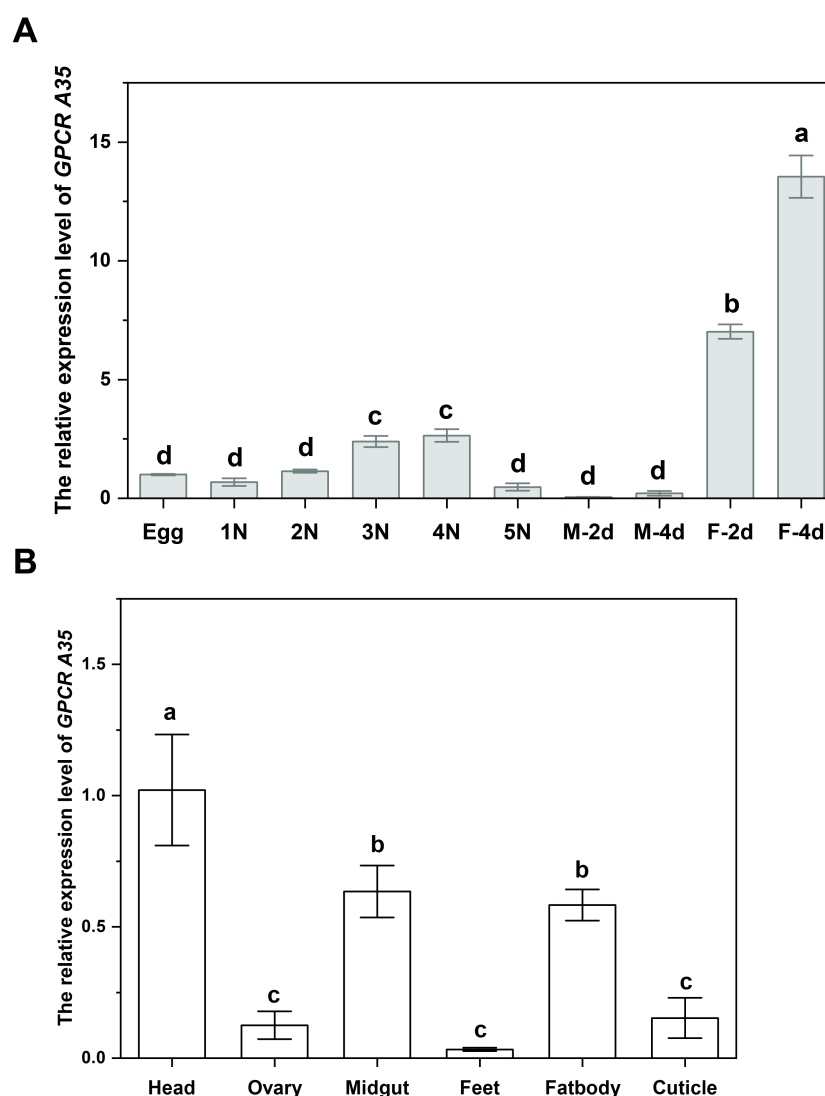 A
The relative expression level of GPCR A35
15
10
5
0
d
d
d
c
c
d
d
d
b
a
Egg 1N 2N 3N 4N 5N M-2d M-4d F-2d F-4d
B
The relative expression level of GPCR A35
1.5
1.0
0.5
0.0
a
c
b
c
b
c
Head Ovary Midgut Feet Fatbody Cuticle